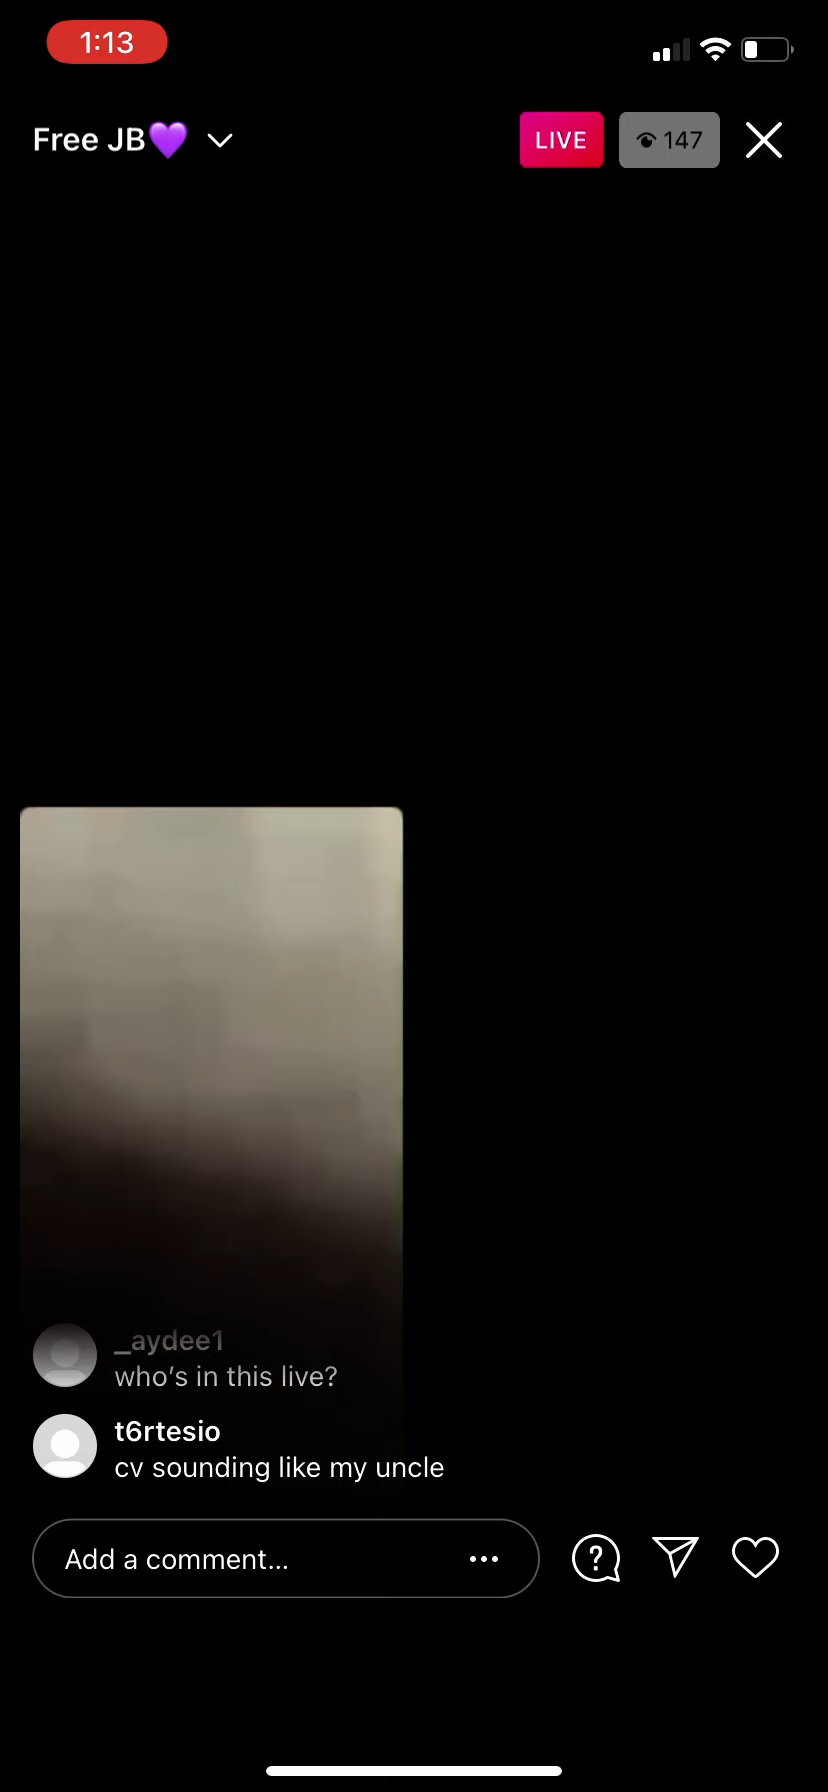 1:13
Free JB💜
LIVE
147
_aydee1
who's in this live?
t6rtesio
cv sounding like my uncle
Add a comment...